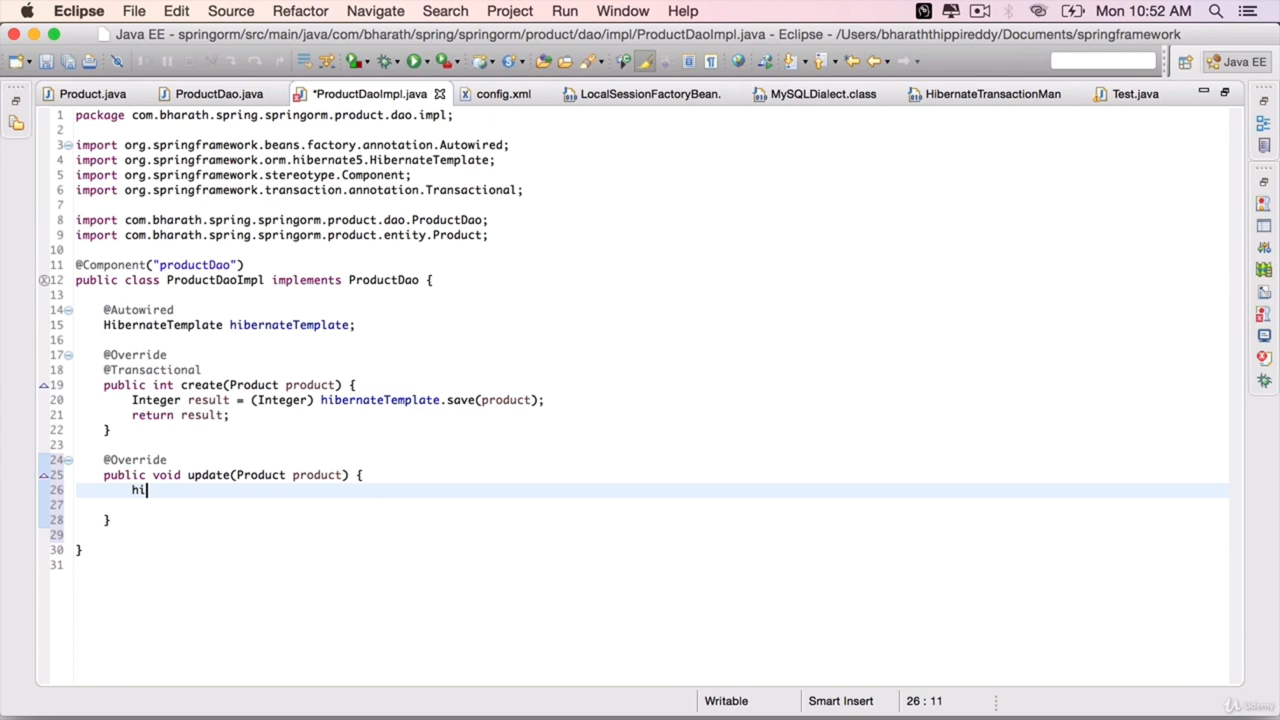 Eclipse File Edit Source Refactor Navigate Search Project Run Window Help Mon 10:52 AM
Java EE - springorm/src/main/java/com/bharath/spring/springorm/product/dao/impl/ProductDaoImpl.java - Eclipse - /Users/bharaththippireddy/Documents/springframework
Java EE
Product.java ProductDao.java *ProductDaoImpl.java config.xml LocalSessionFactoryBean. MySQLDialect.class HibernateTransactionMan Test.java
1 package com.bharath.spring.springorm.product.dao.impl;
2
3 import org.springframework.beans.factory.annotation.Autowired;
4 import org.springframework.orm.hibernate5.HibernateTemplate;
5 import org.springframework.stereotype.Component;
6 import org.springframework.transaction.annotation.Transactional;
7
8 import com.bharath.spring.springorm.product.dao.ProductDao;
9 import com.bharath.spring.springorm.product.entity.Product;
10
11 @Component("productDao")
12 public class ProductDaoImpl implements ProductDao {
13
14 @Autowired
15 HibernateTemplate hibernateTemplate;
16
17 @Override
18 @Transactional
19 public int create(Product product) {
20 Integer result = (Integer) hibernateTemplate.save(product);
21 return result;
22 }
23
24 @Override
25 public void update(Product product) {
26 hi
27
28 }
29
30 }
31
Writable Smart Insert 26 : 11
Udemy